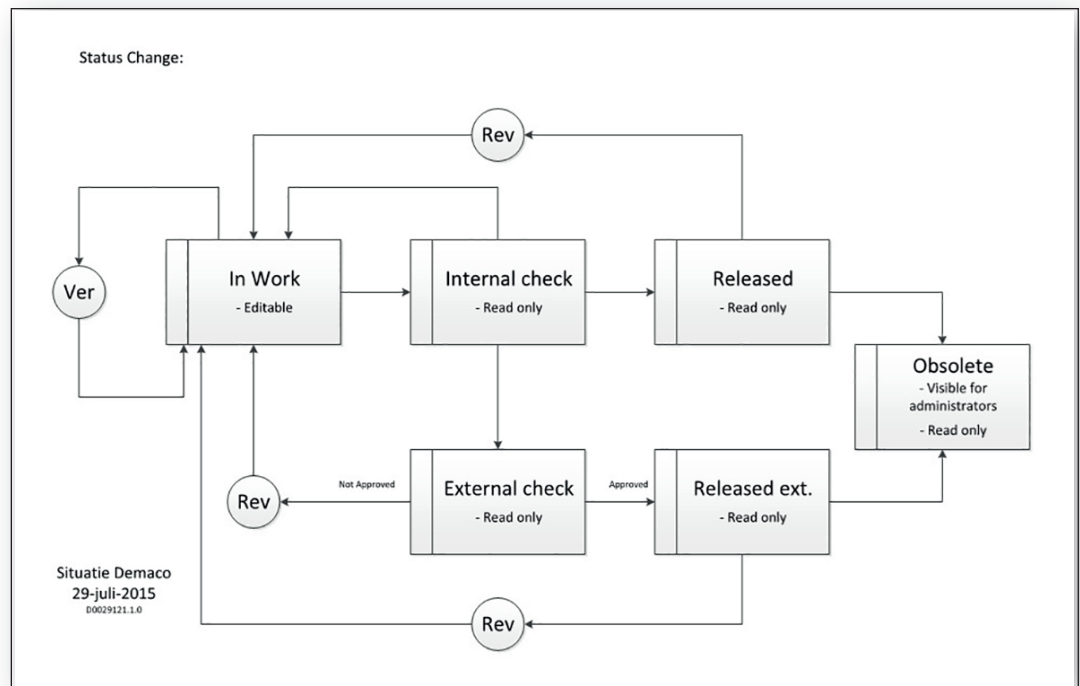 Status Change:
Rev
Ver
In Work
- Editable
Internal check
- Read only
Released
- Read only
Obsolete
- Visible for
administrators
- Read only
Rev
Not Approved
External check
- Read only
Approved
Released ext.
- Read only
Situatie Demaco
29-juli-2015
D0029121.1.0
Rev